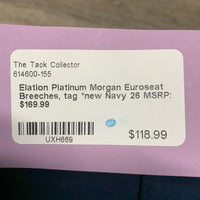 The Tack Collector
614600-155
Elation Platinum Morgan Euroseat
Breeches, tag *new Navy 26 MSRP:
$169.99
UXH669
$118.99